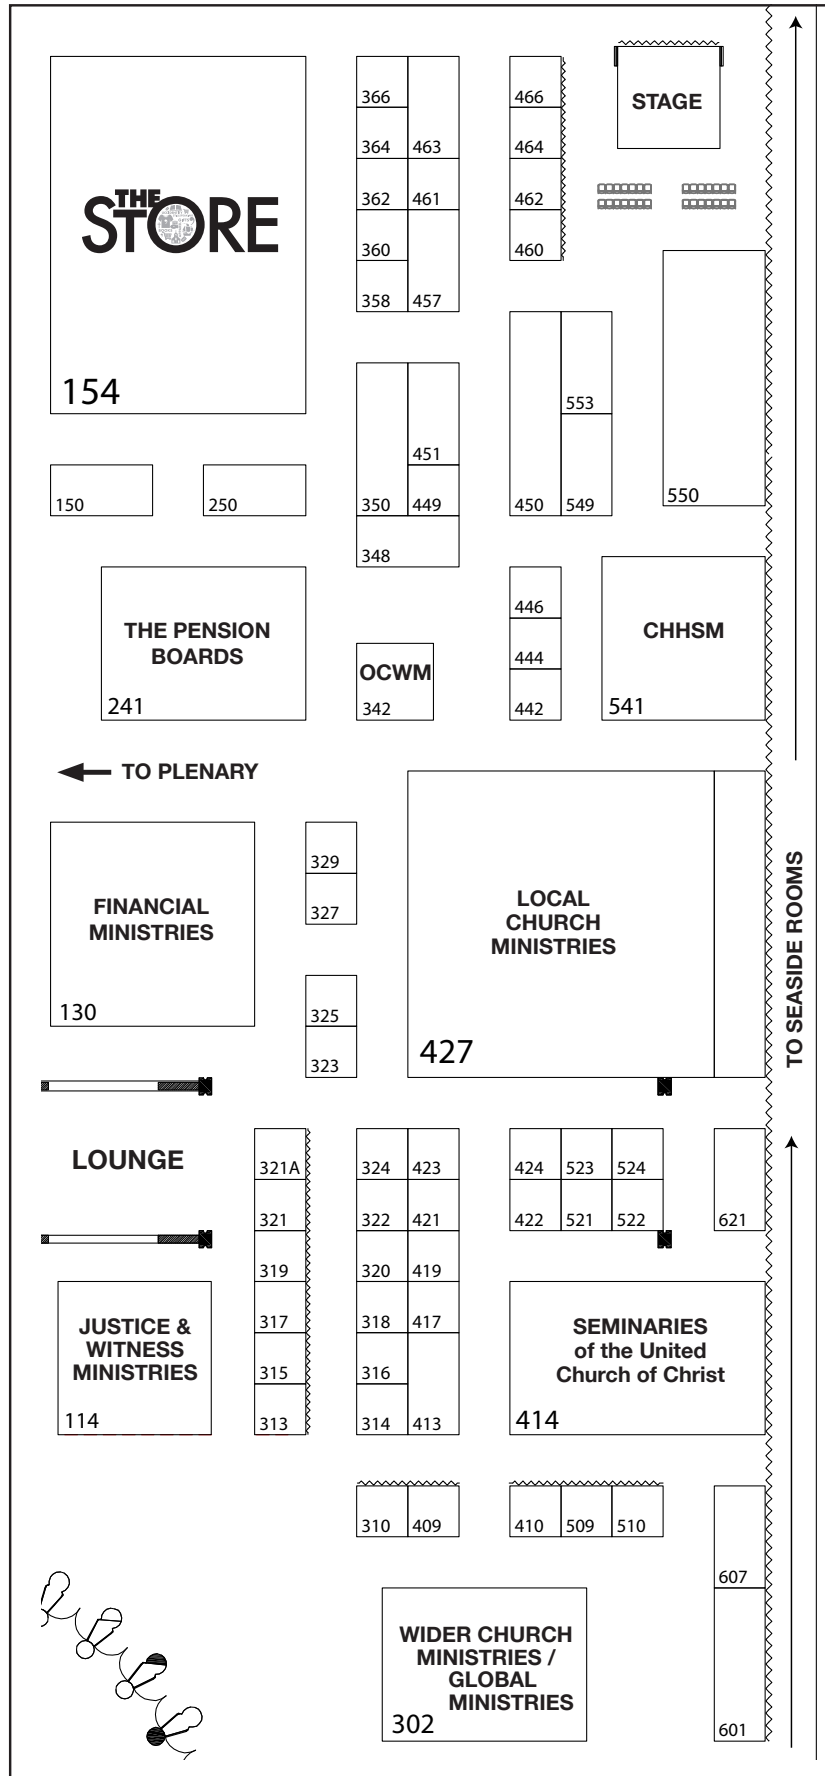 366
466
STAGE
364 463
464
THE
STORE
362 461
462
360
460
358 457
154
553
451
150
250
350 449
450 549
550
348
446
THE PENSION
BOARDS
CHHSM
444
OCWM
241
342
442
541
TO PLENARY
329
327
FINANCIAL
MINISTRIES
LOCAL
CHURCH
MINISTRIES
TO SEASIDE ROOMS
130
325
427
323
LOUNGE
321A
324 423
424 523 524
321
322 421
422 521 522
621
319
320 419
JUSTICE &
WITNESS
MINISTRIES
317
318 417
SEMINARIES
of the United
Church of Christ
315
316
114
313
314 413
414
310 409
410 509 510
607
WIDER CHURCH
MINISTRIES /
GLOBAL
MINISTRIES
302
601